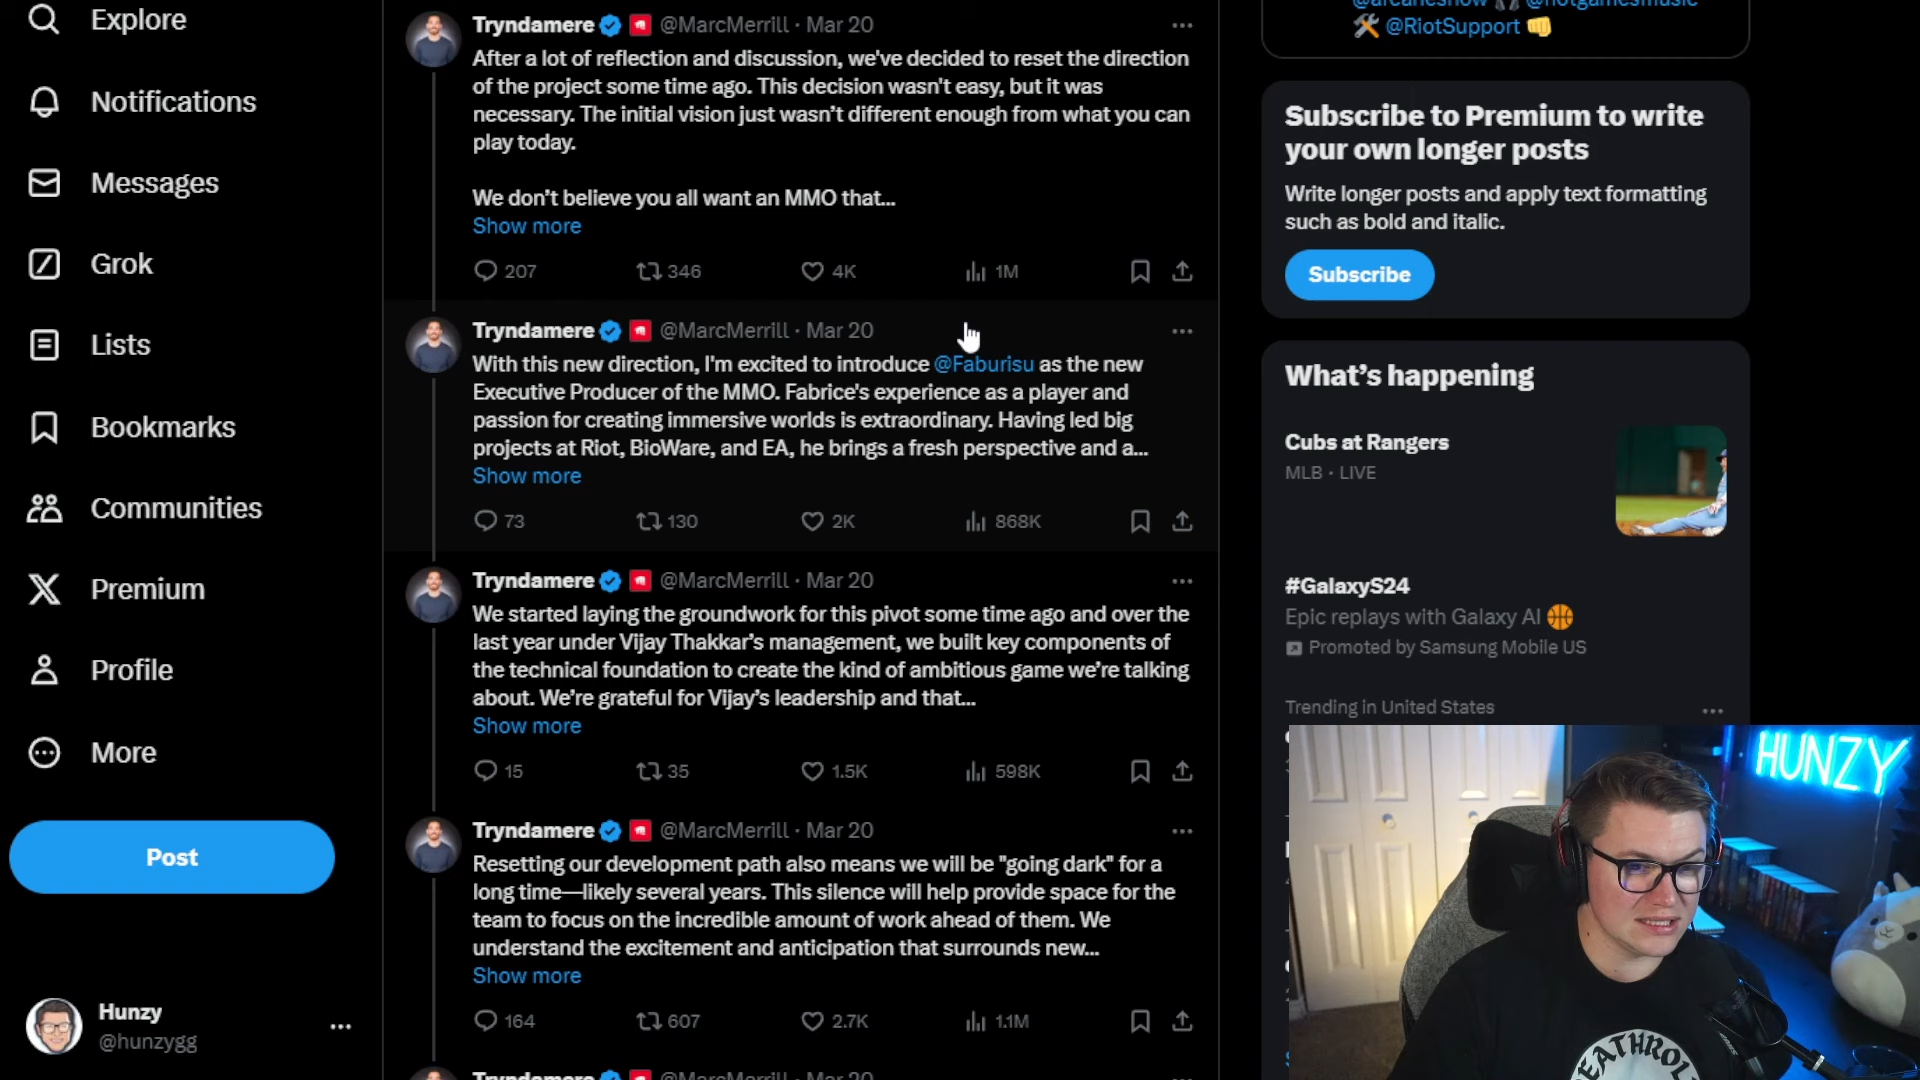 Explore
Notifications
Messages
Grok
Lists
Bookmarks
Communities
Premium
Profile
More
Post
Hunzy
@hunzygg
Tryndamere @MarcMerrill · Mar 20
After a lot of reflection and discussion, we've decided to reset the direction
of the project some time ago. This decision wasn't easy, but it was
necessary. The initial vision just wasn’t different enough from what you can
play today.
We don’t believe you all want an MMO that...
Show more
207 346 4K 1M
Tryndamere @MarcMerrill · Mar 20
With this new direction, I'm excited to introduce @Faburisu as the new
Executive Producer of the MMO. Fabrice's experience as a player and
passion for creating immersive worlds is extraordinary. Having led big
projects at Riot, BioWare, and EA, he brings a fresh perspective and a...
Show more
73 130 2K 868K
Tryndamere @MarcMerrill · Mar 20
We started laying the groundwork for this pivot some time ago and over the
last year under Vijay Thakkar’s management, we built key components of
the technical foundation to create the kind of ambitious game we’re talking
about. We’re grateful for Vijay’s leadership and that...
Show more
15 35 1.5K 598K
Tryndamere @MarcMerrill · Mar 20
Resetting our development path also means we will be "going dark" for a
long time—likely several years. This silence will help provide space for the
team to focus on the incredible amount of work ahead of them. We
understand the excitement and anticipation that surrounds new...
Show more
164 607 2.7K 1.1M
Tryndamere @MarcMerrill · Mar 20
@arcaneshow @riotgamesmusic
@RiotSupport
Subscribe to Premium to write
your own longer posts
Write longer posts and apply text formatting
such as bold and italic.
Subscribe
What’s happening
Cubs at Rangers
MLB · LIVE
#GalaxyS24
Epic replays with Galaxy AI
Promoted by Samsung Mobile US
Trending in United States
HUNZY